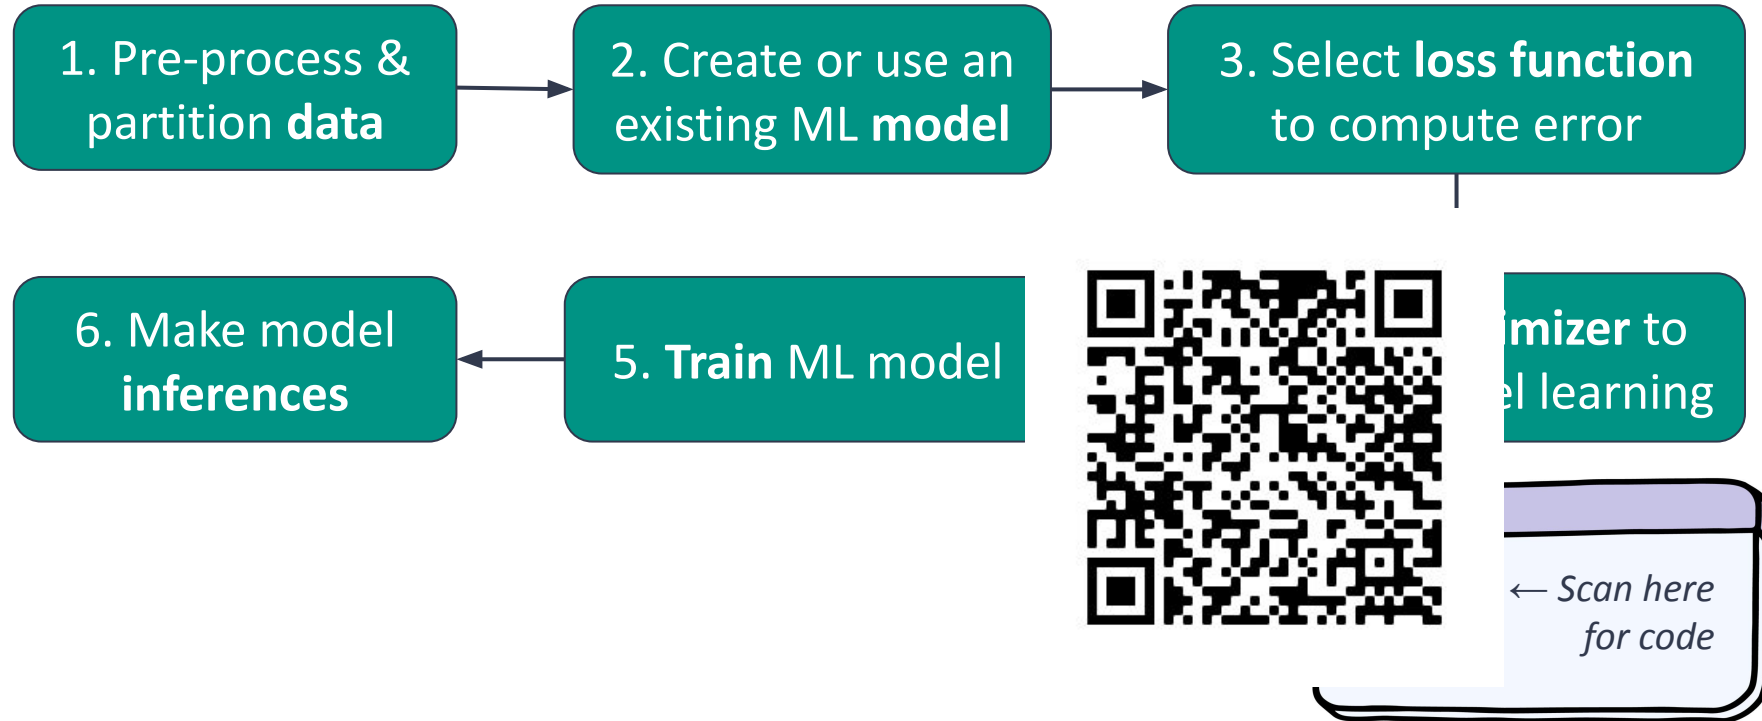 1. Pre-process &
partition data
2. Create or use an
existing ML model
3. Select loss function
to compute error
imizer to
el learning
5. Train ML model
6. Make model
inferences
← Scan here
for code